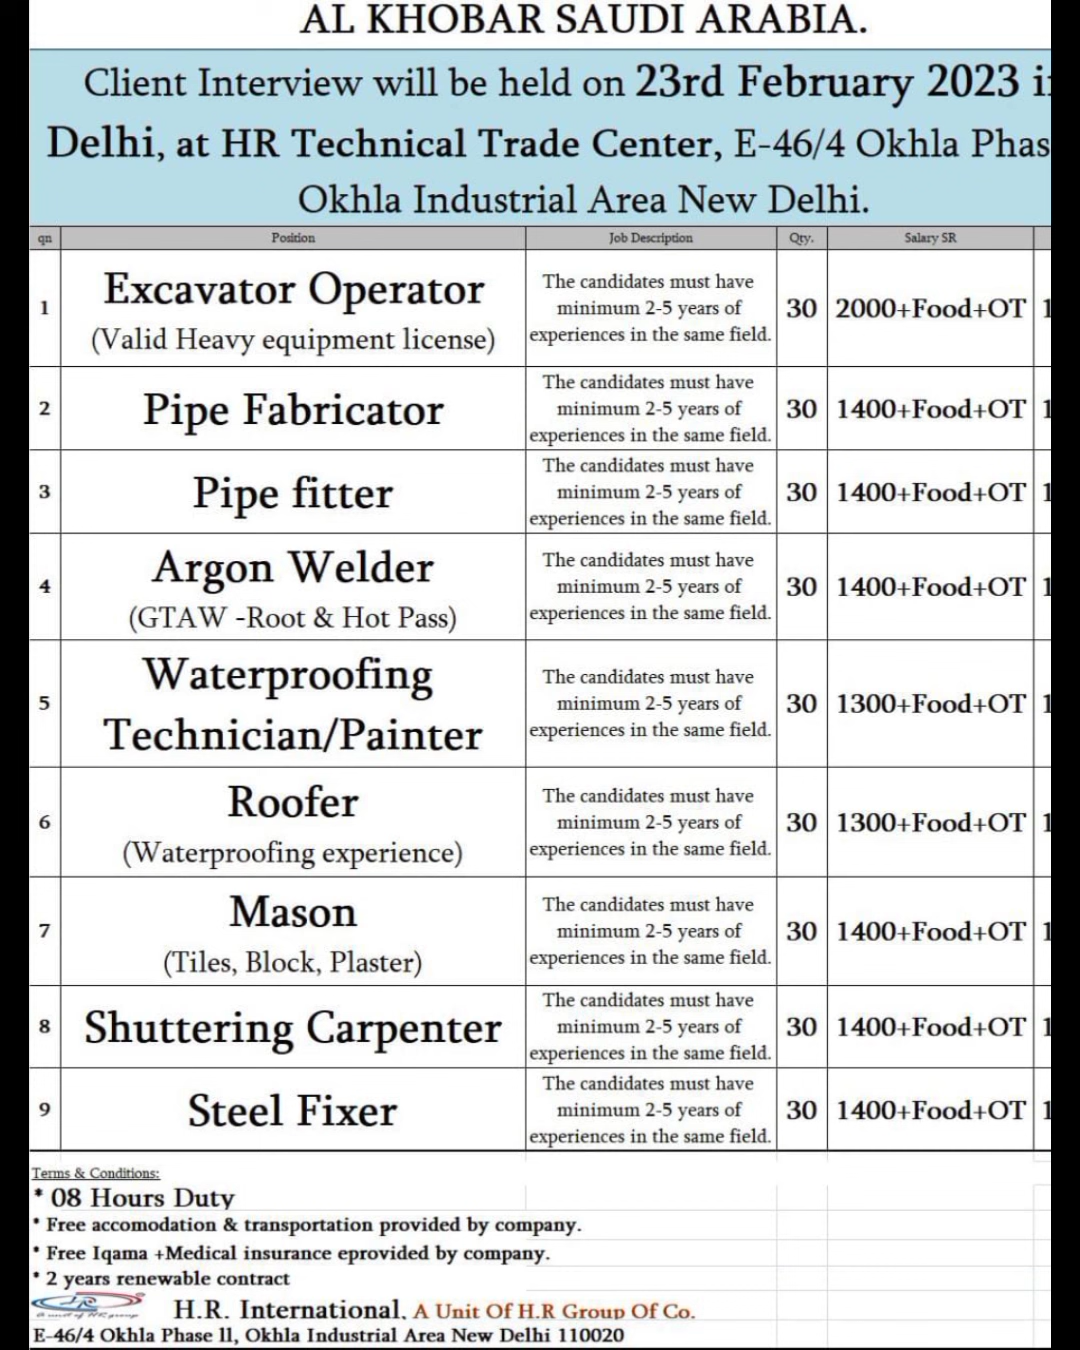 AL KHOBAR SAUDI ARABIA.
Client Interview will be held on 23rd February 2023
Delhi, at HR Technical Trade Center, E-46/4 Okhla
Okhla Industrial Area New Delhi.
qn Position Job Description Qty. Salary SR
1 Excavator Operator (Valid Heavy equipment license) The candidates must have minimum 2-5 years of experiences in the same field. 30 2000+Food+OT
2 Pipe Fabricator The candidates must have minimum 2-5 years of experiences in the same field. 30 1400+Food+OT
3 Pipe fitter The candidates must have minimum 2-5 years of experiences in the same field. 30 1400+Food+OT
4 Argon Welder (GTAW -Root & Hot Pass) The candidates must have minimum 2-5 years of experiences in the same field. 30 1400+Food+OT
5 Waterproofing Technician/Painter The candidates must have minimum 2-5 years of experiences in the same field. 30 1300+Food+OT
6 Roofer (Waterproofing experience) The candidates must have minimum 2-5 years of experiences in the same field. 30 1300+Food+OT
7 Mason (Tiles, Block, Plaster) The candidates must have minimum 2-5 years of experiences in the same field. 30 1400+Food+OT
8 Shuttering Carpenter The candidates must have minimum 2-5 years of experiences in the same field. 30 1400+Food+OT
9 Steel Fixer The candidates must have minimum 2-5 years of experiences in the same field. 30 1400+Food+OT
Terms & Conditions:
* 08 Hours Duty
* Free accomodation & transportation provided by company.
* Free Iqama +Medical insurance eprovided by company.
* 2 years renewable contract
H.R. International. A Unit Of H.R Group Of Co.
E-46/4 Okhla Phase ll, Okhla Industrial Area New Delhi 110020